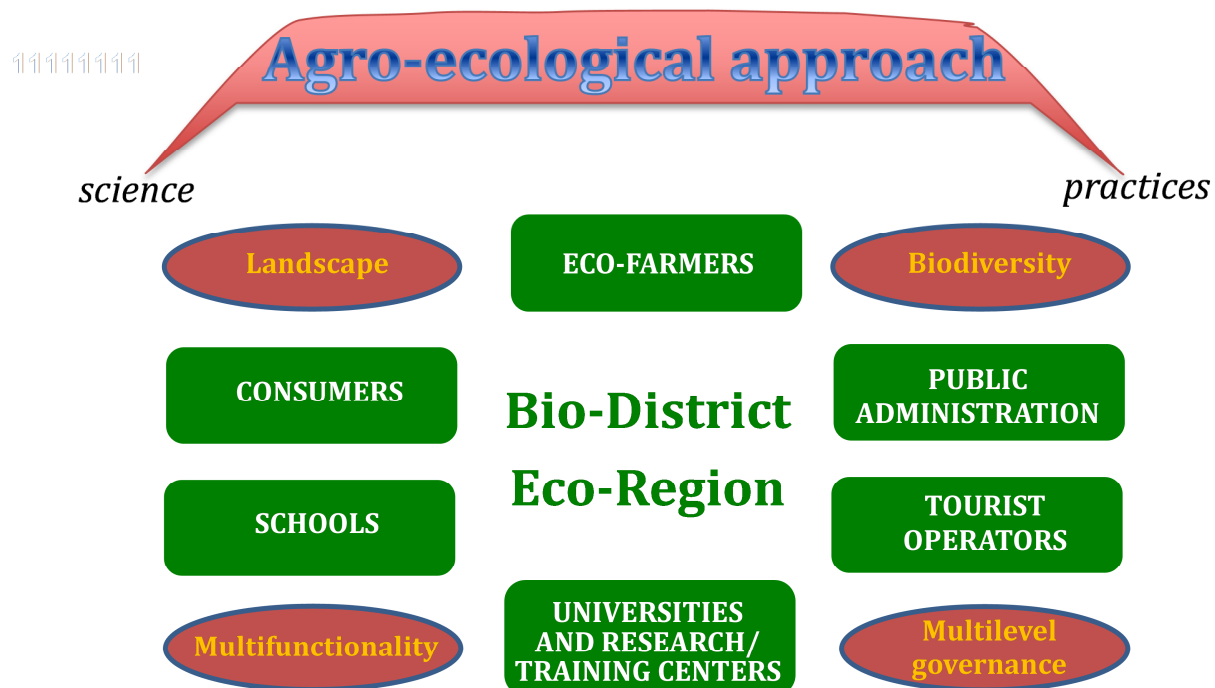 11111111
Agro-ecological approach
science
practices
Landscape
ECO-FARMERS
Biodiversity
CONSUMERS
PUBLIC
ADMINISTRATION
Bio-District
Eco-Region
SCHOOLS
TOURIST
OPERATORS
Multifunctionality
UNIVERSITIES
AND RESEARCH/
TRAINING CENTERS
Multilevel
governance